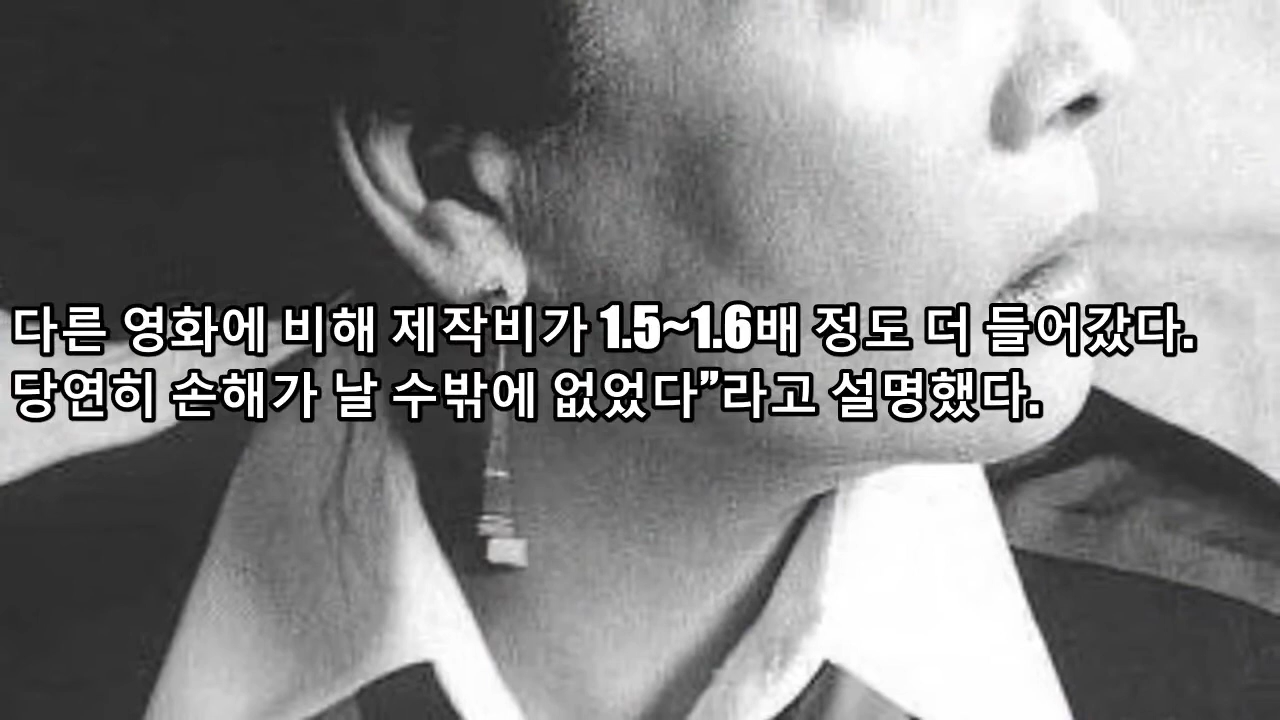 다른 영화에 비해 제작비가 1.5~1.6배 정도 더 들어갔다.
당연히 손해가 날 수밖에 없었다”라고 설명했다.